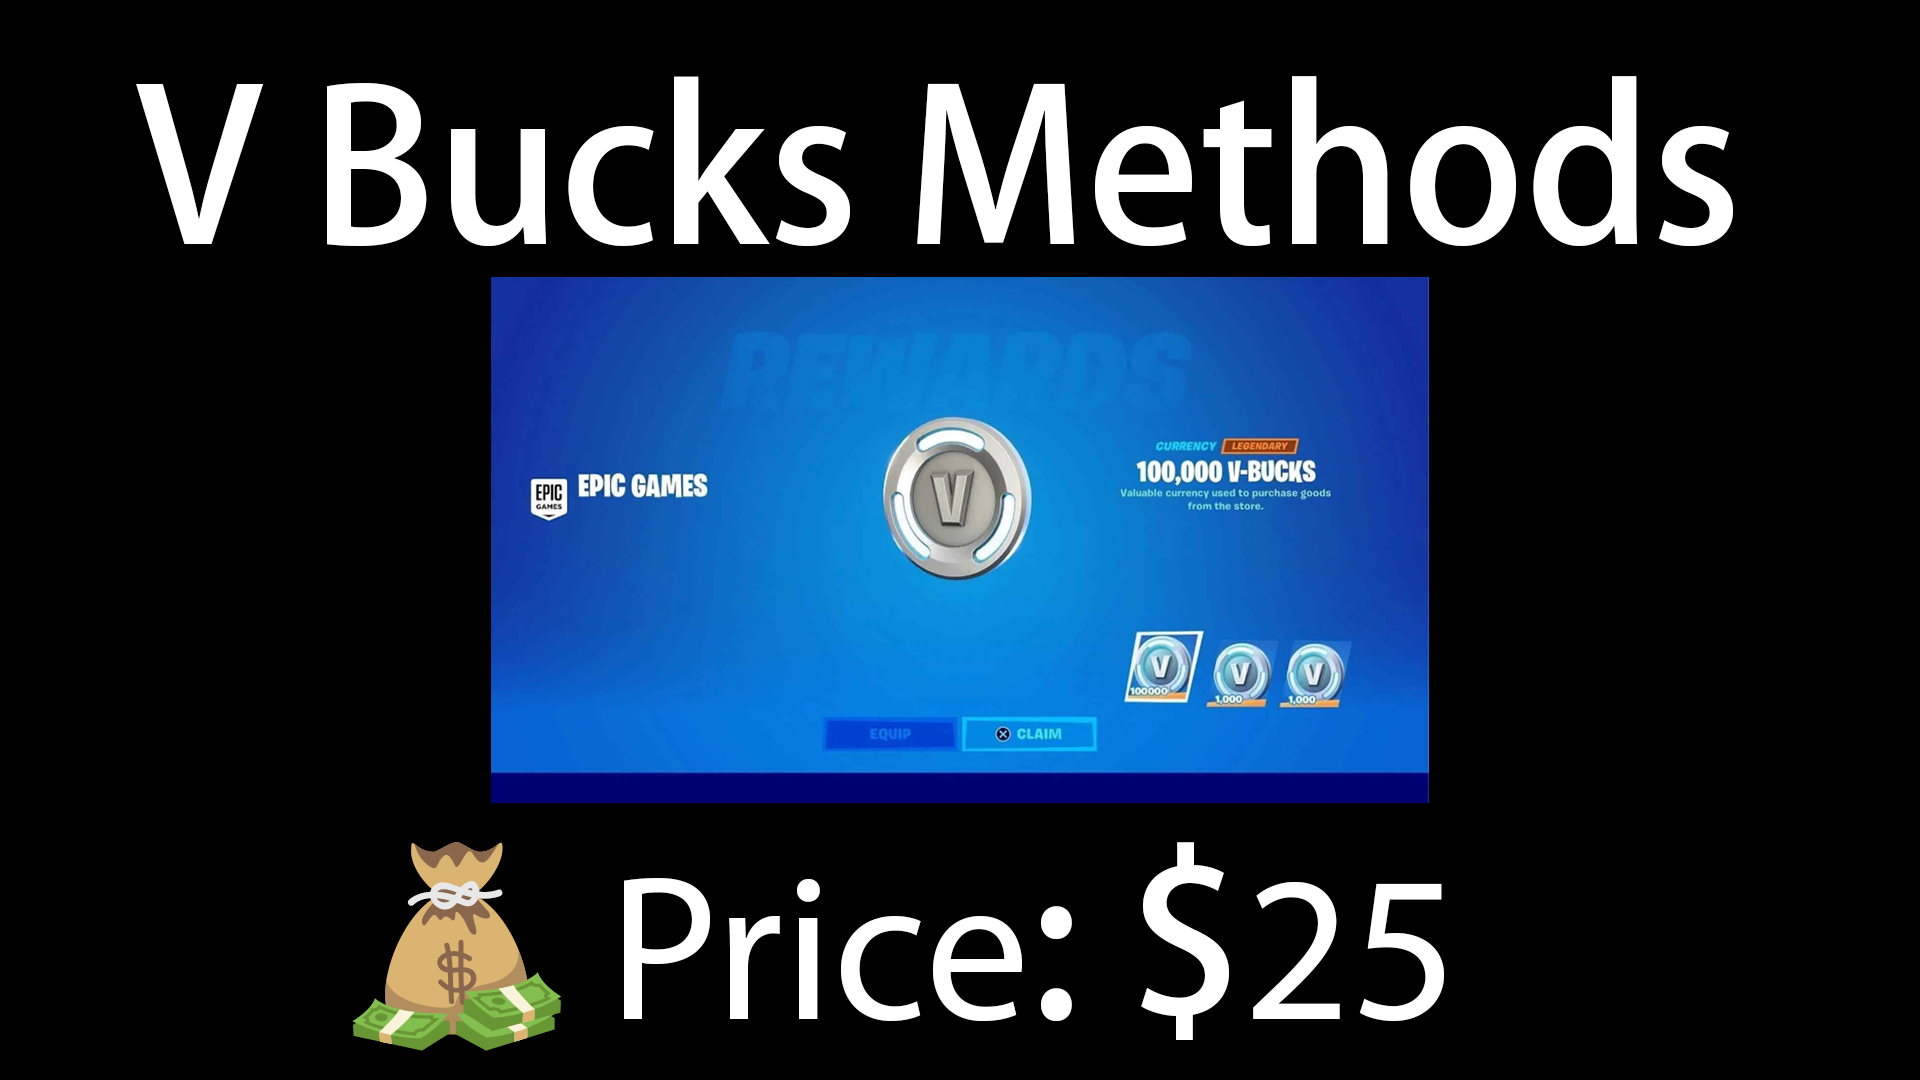 V Bucks Methods
REWARDS
CURRENCY LEGENDARY
100,000 V-BUCKS
Valuable currency used to purchase goods
from the store.
EPIC
GAMES
EPIC GAMES
V
V
V
V
100000
1,000
1,000
EQUIP
CLAIM
$
Price: $25